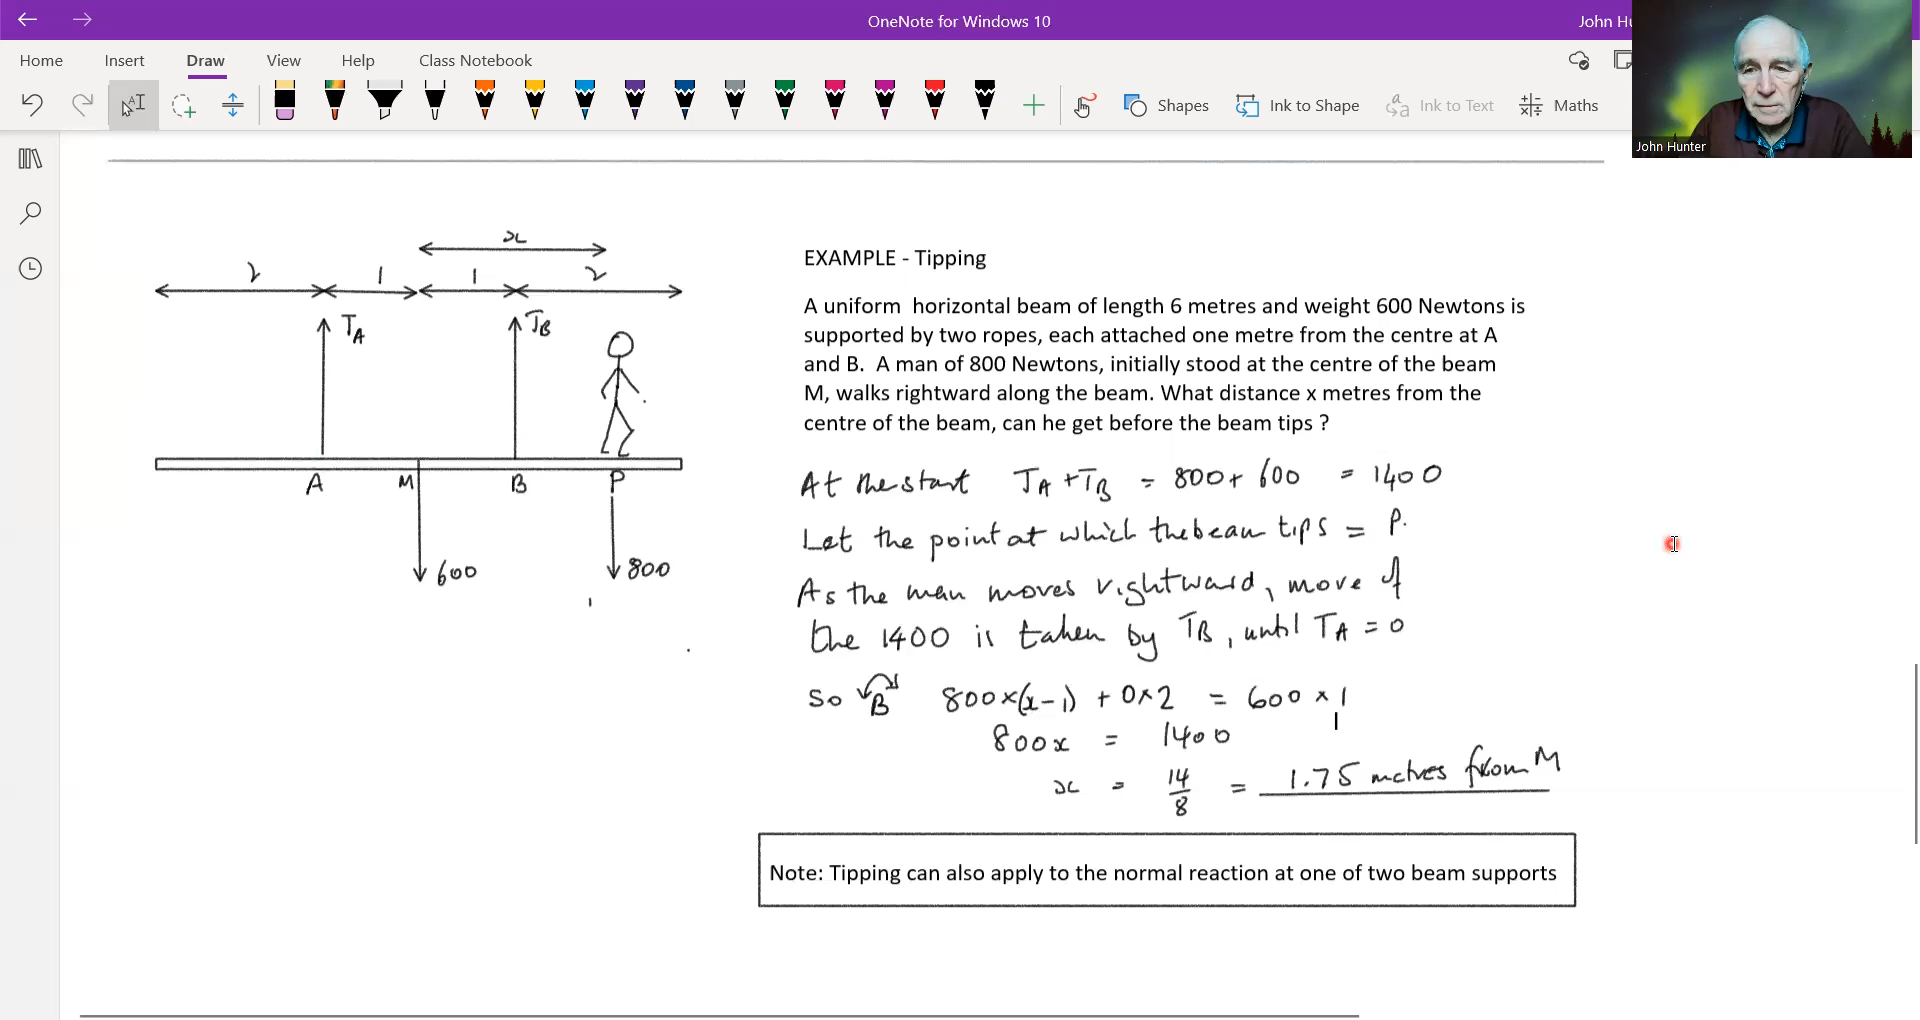 OneNote for Windows 10
John Hu
Home Insert Draw View Help Class Notebook
Shapes Ink to Shape Ink to Text Maths
John Hunter
x
2 1 1 2
TA TB
A M B P
600 800
EXAMPLE - Tipping
A uniform horizontal beam of length 6 metres and weight 600 Newtons is
supported by two ropes, each attached one metre from the centre at A
and B. A man of 800 Newtons, initially stood at the centre of the beam
M, walks rightward along the beam. What distance x metres from the
centre of the beam, can he get before the beam tips ?
At the start TA + TB = 800 + 600 = 1400
Let the point at which the beam tips = P.
As the man moves rightward, move of
the 1400 is taken by TB, until TA = 0
So B 800×(x-1) + 0×2 = 600 × 1
800x = 1400
x = 14/8 = 1.75 metres from M
Note: Tipping can also apply to the normal reaction at one of two beam supports